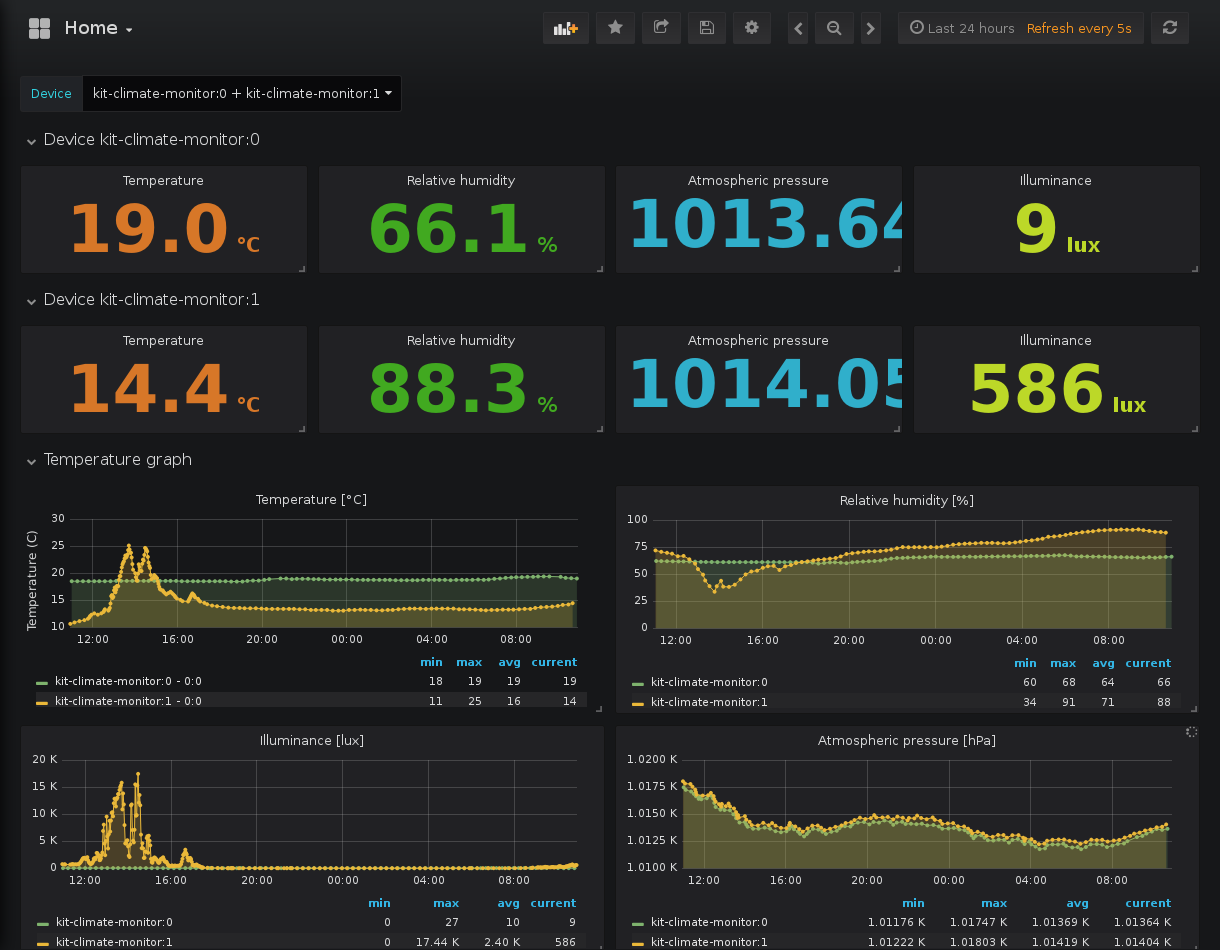 Home
Last 24 hours Refresh every 5s
Device kit-climate-monitor:0 + kit-climate-monitor:1
Device kit-climate-monitor:0
Temperature Relative humidity Atmospheric pressure Illuminance
19.0 °C 66.1 % 1013.64 9 lux
Device kit-climate-monitor:1
Temperature Relative humidity Atmospheric pressure Illuminance
14.4 °C 88.3 % 1014.05 586 lux
Temperature graph
Temperature [°C]
Temperature (C)
30
25
20
15
10
12:00 16:00 20:00 00:00 04:00 08:00
min max avg current
kit-climate-monitor:0 - 0:0 18 19 19 19
kit-climate-monitor:1 - 0:0 11 25 16 14
Relative humidity [%]
100
75
50
25
0
12:00 16:00 20:00 00:00 04:00 08:00
min max avg current
kit-climate-monitor:0 60 68 64 66
kit-climate-monitor:1 34 91 71 88
Illuminance [lux]
20 K
15 K
10 K
5 K
0
12:00 16:00 20:00 00:00 04:00 08:00
min max avg current
kit-climate-monitor:0 0 27 10 9
kit-climate-monitor:1 0 17.44 K 2.40 K 586
Atmospheric pressure [hPa]
1.0200 K
1.0175 K
1.0150 K
1.0125 K
1.0100 K
12:00 16:00 20:00 00:00 04:00 08:00
min max avg current
kit-climate-monitor:0 1.01176 K 1.01747 K 1.01369 K 1.01364 K
kit-climate-monitor:1 1.01222 K 1.01803 K 1.01419 K 1.01404 K